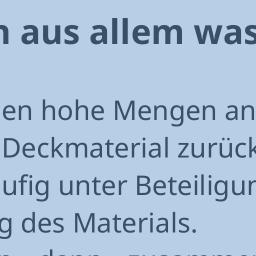 n aus allem was
en hohe Mengen an
Deckmaterial zurück
ufig unter Beteiligun
g des Materials.